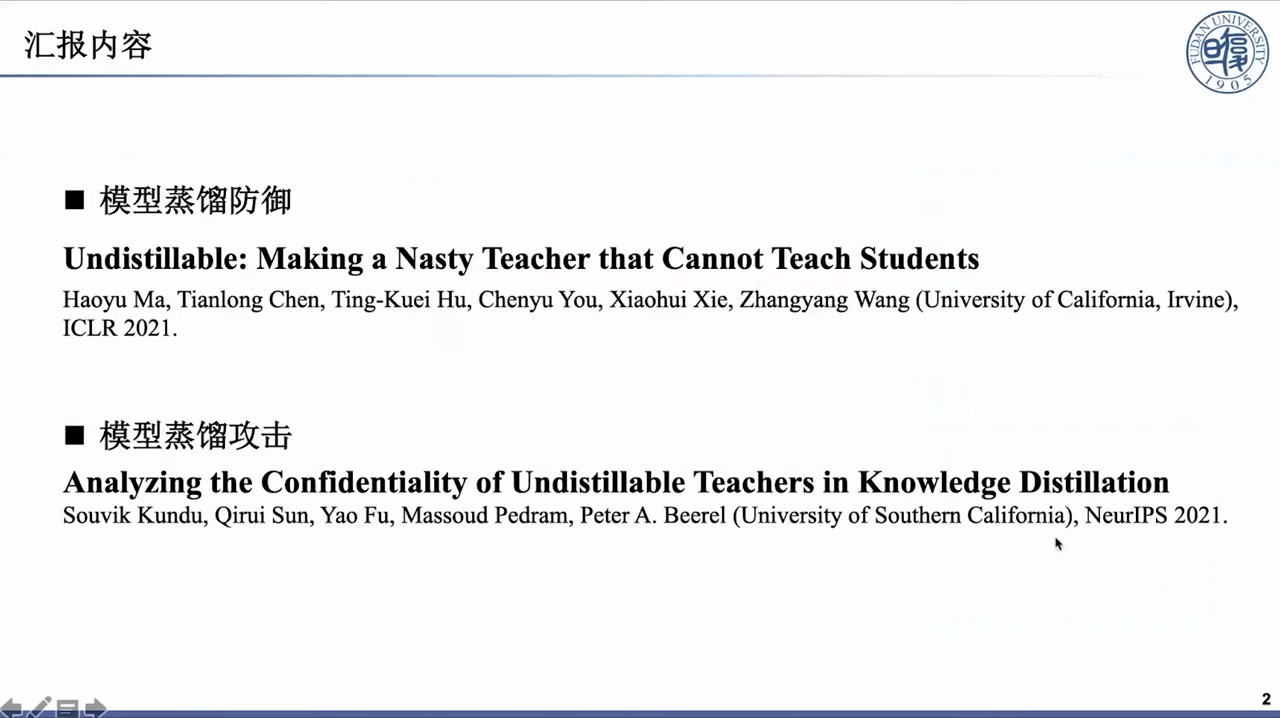 汇报内容
FUDAN UNIVERSITY
1905
■ 模型蒸馏防御
Undistillable: Making a Nasty Teacher that Cannot Teach Students
Haoyu Ma, Tianlong Chen, Ting-Kuei Hu, Chenyu You, Xiaohui Xie, Zhangyang Wang (University of California, Irvine),
ICLR 2021.
■ 模型蒸馏攻击
Analyzing the Confidentiality of Undistillable Teachers in Knowledge Distillation
Souvik Kundu, Qirui Sun, Yao Fu, Massoud Pedram, Peter A. Beerel (University of Southern California), NeurIPS 2021.
2